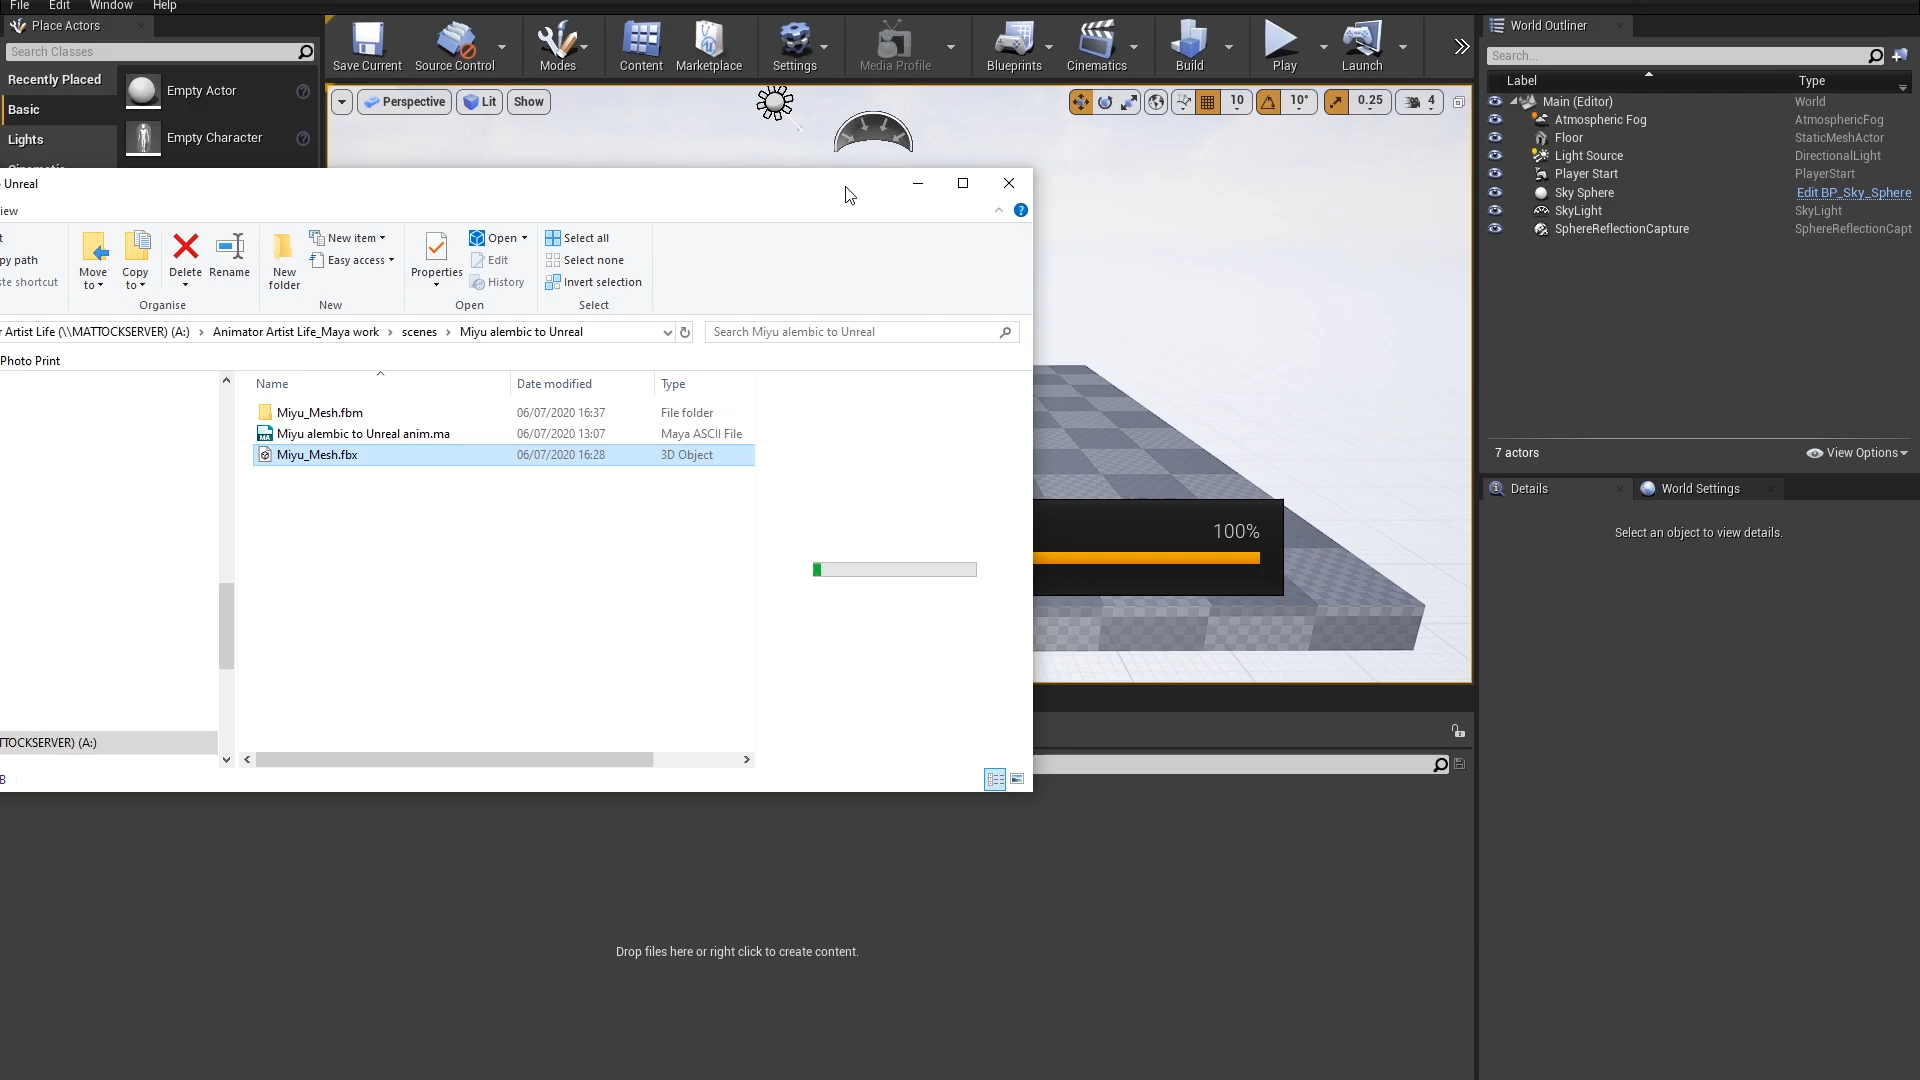 File Edit Window Help
Place Actors
Search Classes
Recently Placed
Basic
Lights
Empty Actor
Empty Character
Save Current
Source Control
Modes
Content
Marketplace
Settings
Media Profile
Blueprints
Cinematics
Build
Play
Launch
Perspective Lit Show
10 10° 0.25 4
World Outliner
Search...
Label Type
Main (Editor) World
Atmospheric Fog AtmosphericFog
Floor StaticMeshActor
Light Source DirectionalLight
Player Start PlayerStart
Sky Sphere Edit BP_Sky_Sphere
SkyLight SkyLight
SphereReflectionCapture SphereReflectionCapt
7 actors View Options
Details World Settings
Select an object to view details.
Unreal
iew
t
py path
te shortcut
Move to
Copy to
Delete
Rename
Organise
New folder
New item
Easy access
New
Properties
Open
Edit
History
Open
Select all
Select none
Invert selection
Select
r Artist Life (\\MATTOCKSERVER) (A:) Animator Artist Life_Maya work scenes Miyu alembic to Unreal
Search Miyu alembic to Unreal
Photo Print
Name Date modified Type
Miyu_Mesh.fbm 06/07/2020 16:37 File folder
MA
Miyu alembic to Unreal anim.ma 06/07/2020 13:07 Maya ASCII File
Miyu_Mesh.fbx 06/07/2020 16:28 3D Object
100%
TTOCKSERVER) (A:)
B
Drop files here or right click to create content.